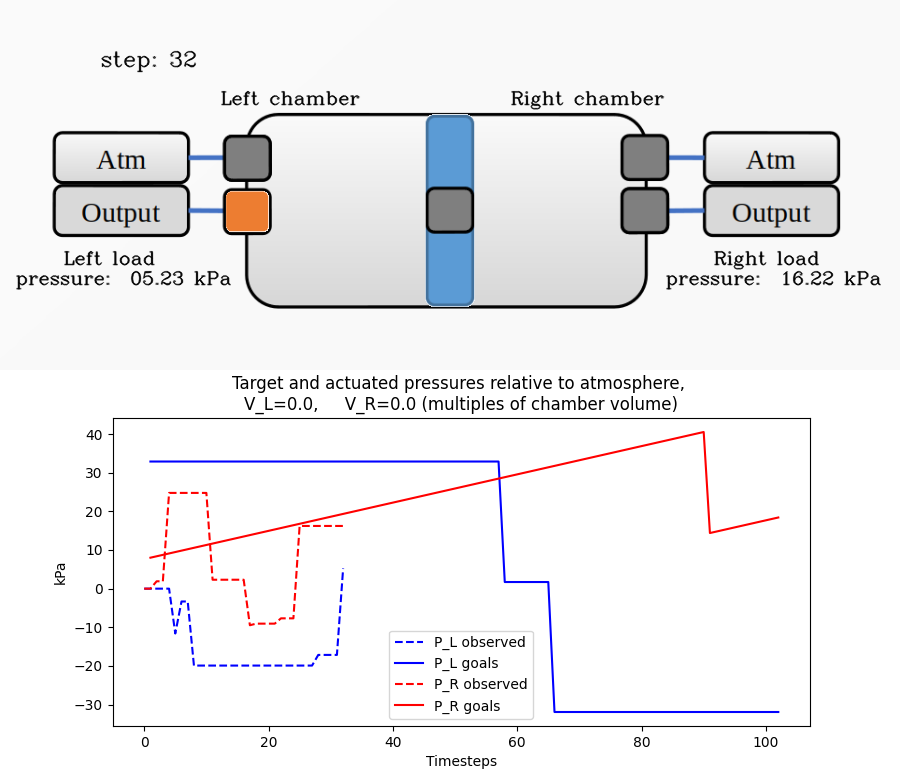 step: 32
Left chamber
Right chamber
Atm
Atm
Output
Output
Left load
pressure: 05.23 kPa
Right load
pressure: 16.22 kPa
Target and actuated pressures relative to atmosphere,
V_L=0.0, V_R=0.0 (multiples of chamber volume)
40
30
20
10
0
−10
−20
−30
kPa
P_L observed
P_L goals
P_R observed
P_R goals
0
20
40
60
80
100
Timesteps